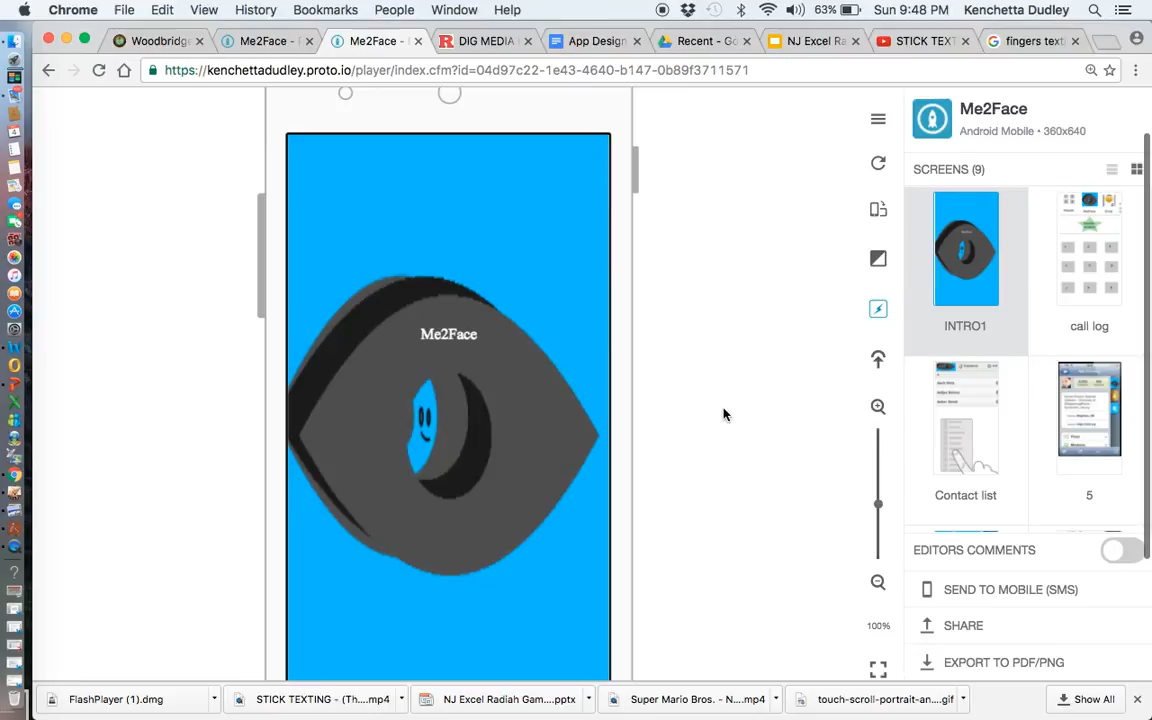 Chrome File Edit View History Bookmarks People Window Help 63% Sun 9:48 PM Kenchetta Dudley
Woodbridge Me2Face - Me2Face - RIG MEDIA App Design Recent - Go NJ Excel Ra STICK TEXT fingers texti
https://kenchettadudley.proto.io/player/index.cfm?id=04d97c22-1e43-4640-b147-0b89f3711571
Me2Face
Android Mobile • 360x640
SCREENS (9)
Me2Face
INTRO1 call log
Contact list 5
EDITORS COMMENTS
SEND TO MOBILE (SMS)
SHARE
100%
EXPORT TO PDF/PNG
FlashPlayer (1).dmg STICK TEXTING - (Th....mp4 NJ Excel Radiah Gam....pptx Super Mario Bros. - N....mp4 touch-scroll-portrait-an....gif Show All